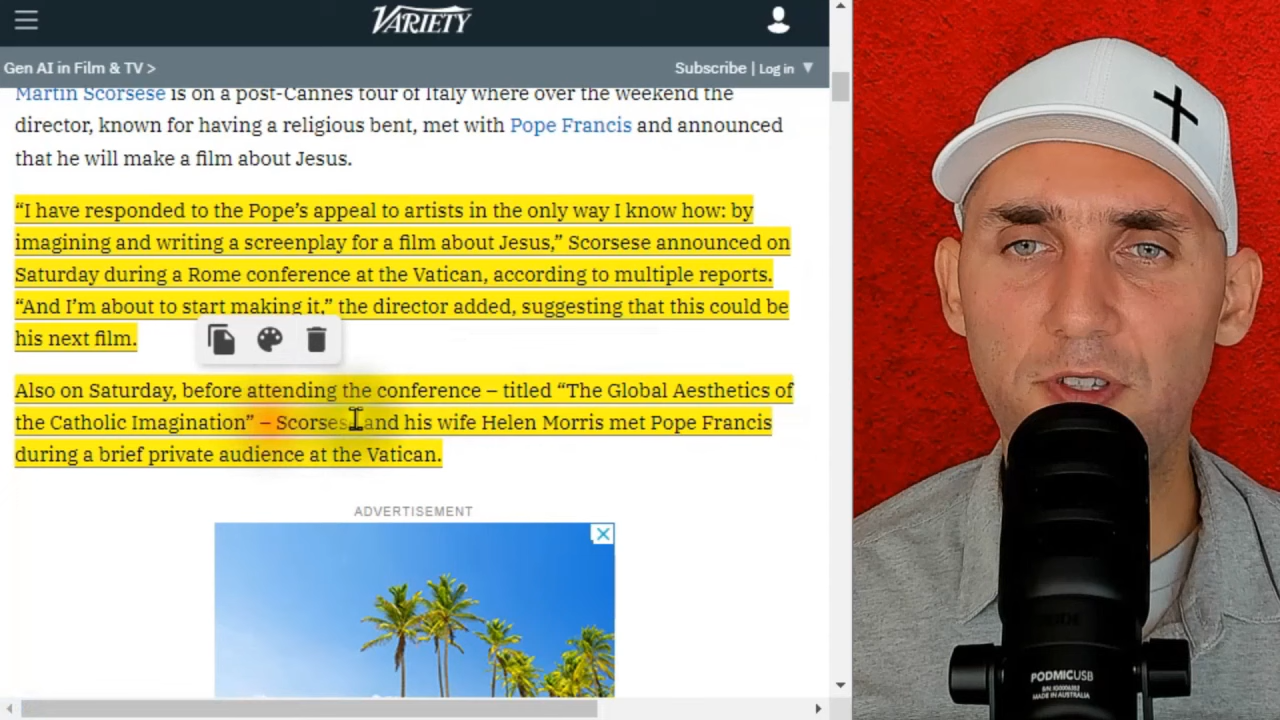 VARIETY
Gen AI in Film & TV >
Subscribe | Log in ▼
Martin Scorsese is on a post-Cannes tour of Italy where over the weekend the
director, known for having a religious bent, met with Pope Francis and announced
that he will make a film about Jesus.
“I have responded to the Pope’s appeal to artists in the only way I know how: by
imagining and writing a screenplay for a film about Jesus,” Scorsese announced on
Saturday during a Rome conference at the Vatican, according to multiple reports.
“And I’m about to start making it,” the director added, suggesting that this could be
his next film.
Also on Saturday, before attending the conference – titled “The Global Aesthetics of
the Catholic Imagination” – Scorsese and his wife Helen Morris met Pope Francis
during a brief private audience at the Vatican.
ADVERTISEMENT
PODMICUSB
MADE IN AUSTRALIA